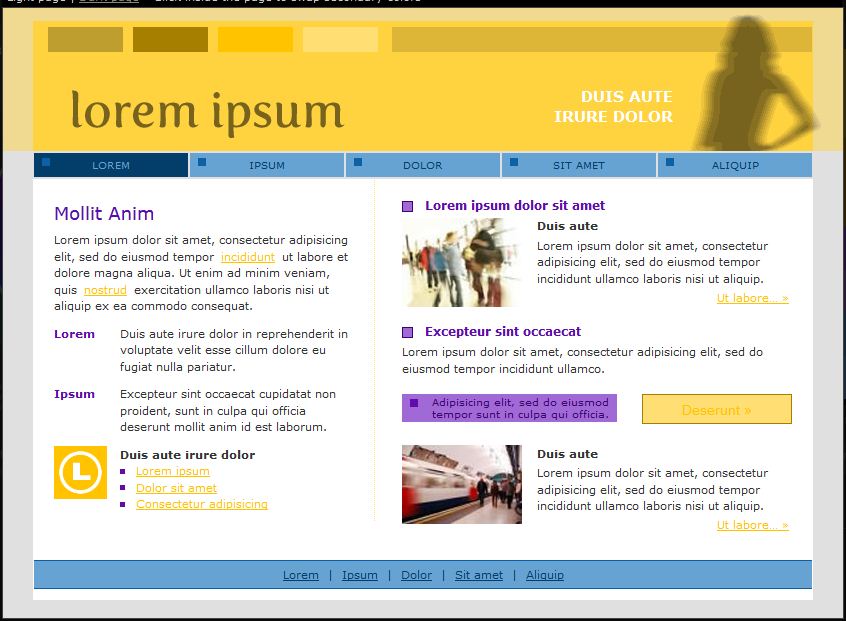 lorem ipsum
DUIS AUTE
IRURE DOLOR
LOREM
IPSUM
DOLOR
SIT AMET
ALIQUIP
Mollit Anim
Lorem ipsum dolor sit amet, consectetur adipisicing
elit, sed do eiusmod tempor incididunt ut labore et
dolore magna aliqua. Ut enim ad minim veniam,
quis nostrud exercitation ullamco laboris nisi ut
aliquip ex ea commodo consequat.
Lorem
Duis aute irure dolor in reprehenderit in
voluptate velit esse cillum dolore eu
fugiat nulla pariatur.
Ipsum
Excepteur sint occaecat cupidatat non
proident, sunt in culpa qui officia
deserunt mollit anim id est laborum.
L
Duis aute irure dolor
Lorem ipsum
Dolor sit amet
Consectetur adipisicing
Lorem ipsum dolor sit amet
Duis aute
Lorem ipsum dolor sit amet,
consectetur adipisicing elit, sed do
eiusmod tempor incididunt ullamco
laboris nisi ut aliquip.
Ut labore... »
Excepteur sint occaecat
Lorem ipsum dolor sit amet, consectetur
adipisicing elit, sed do
eiusmod tempor incididunt ullamco.
Adipisicing elit, sed do eiusmod
tempor sunt in culpa qui officia.
Deserunt »
Duis aute
Lorem ipsum dolor sit amet, consectetur
adipisicing elit, sed do eiusmod tempor
incididunt ullamco laboris nisi ut aliquip.
Ut labore... »
Lorem | Ipsum | Dolor | Sit amet | Aliquip